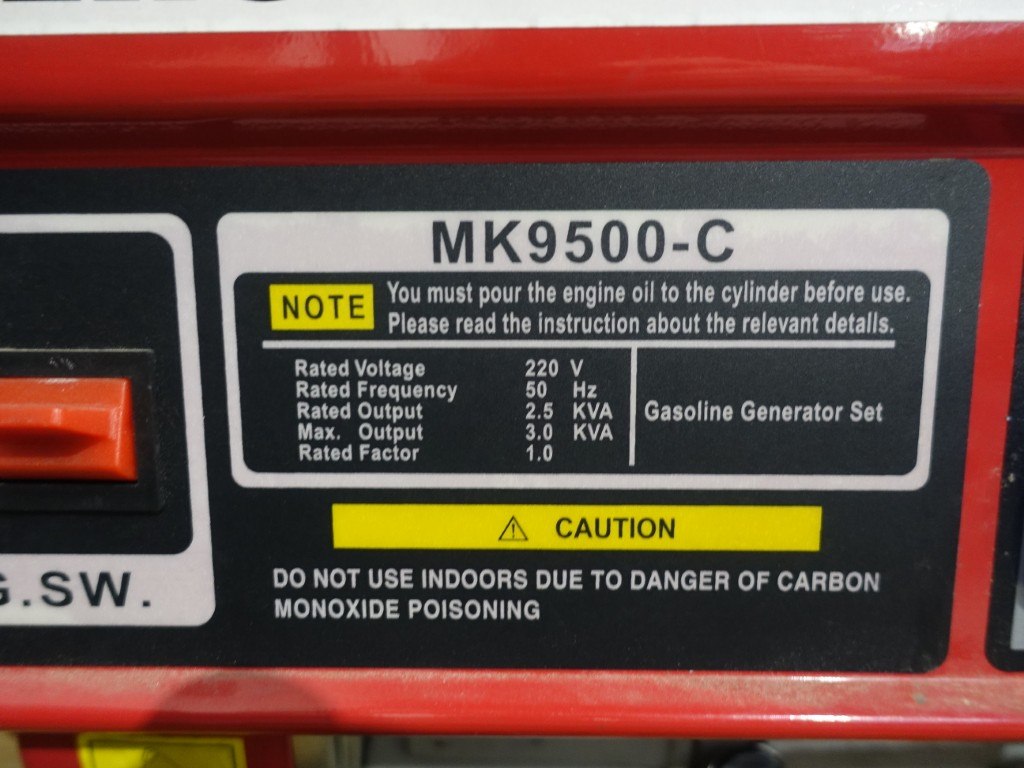 MK9500-C
NOTE
You must pour the engine oil to the cylinder before use.
Please read the instruction about the relevant details.
Rated Voltage 220 V
Rated Frequency 50 Hz
Rated Output 2.5 KVA
Max. Output 3.0 KVA
Rated Factor 1.0
Gasoline Generator Set
CAUTION
DO NOT USE INDOORS DUE TO DANGER OF CARBON
MONOXIDE POISONING
.SW.